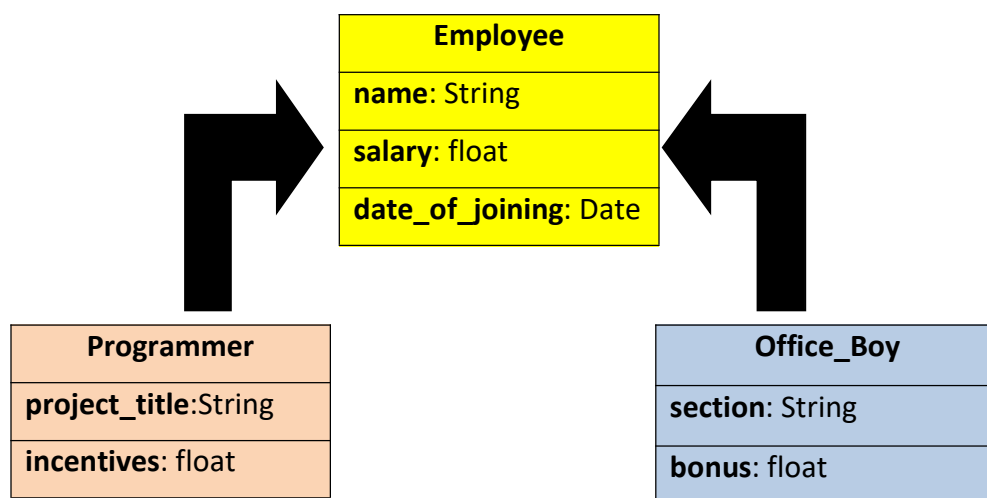 Employee
name: String
salary: float
date_of_joining: Date
Programmer
project_title:String
incentives: float
Office_Boy
section: String
bonus: float